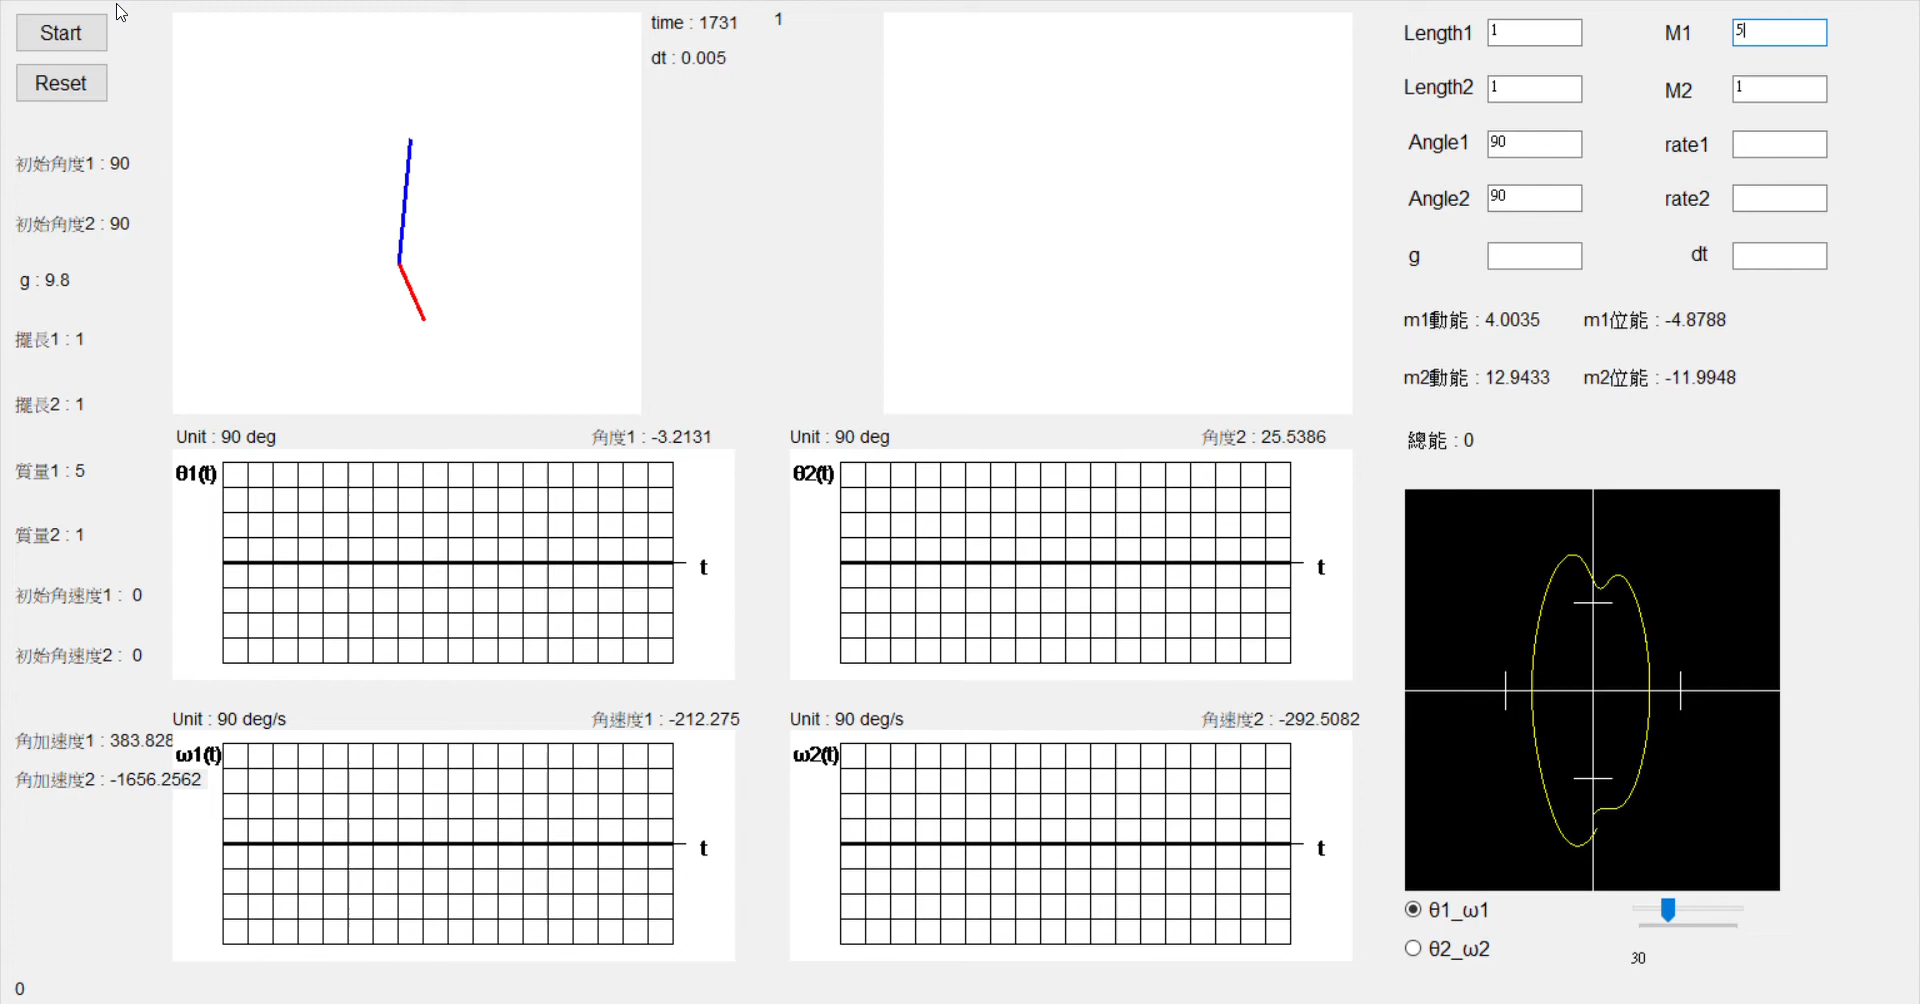 Start
Reset
初始角度1 : 90
初始角度2 : 90
g : 9.8
擺長1 : 1
擺長2 : 1
質量1 : 5
質量2 : 1
初始角速度1 : 0
初始角速度2 : 0
角加速度1 : 383.828
角加速度2 : -1656.2562
0
time : 1731
1
dt : 0.005
Unit : 90 deg
角度1 : -3.2131
θ1(t)
t
Unit : 90 deg
角度2 : 25.5386
θ2(t)
t
Unit : 90 deg/s
角速度1 : -212.275
ω1(t)
t
Unit : 90 deg/s
角速度2 : -292.5082
ω2(t)
t
Length1 1
M1 5
Length2 1
M2 1
Angle1 90
rate1
Angle2 90
rate2
g
dt
m1動能 : 4.0035
m1位能 : -4.8788
m2動能 : 12.9433
m2位能 : -11.9948
總能 : 0
θ1_ω1
θ2_ω2
30